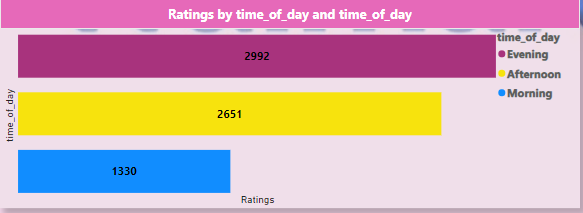 Ratings by time_of_day and time_of_day
time_of_day
Evening
Afternoon
Morning
time_of_day
2992
2651
1330
Ratings